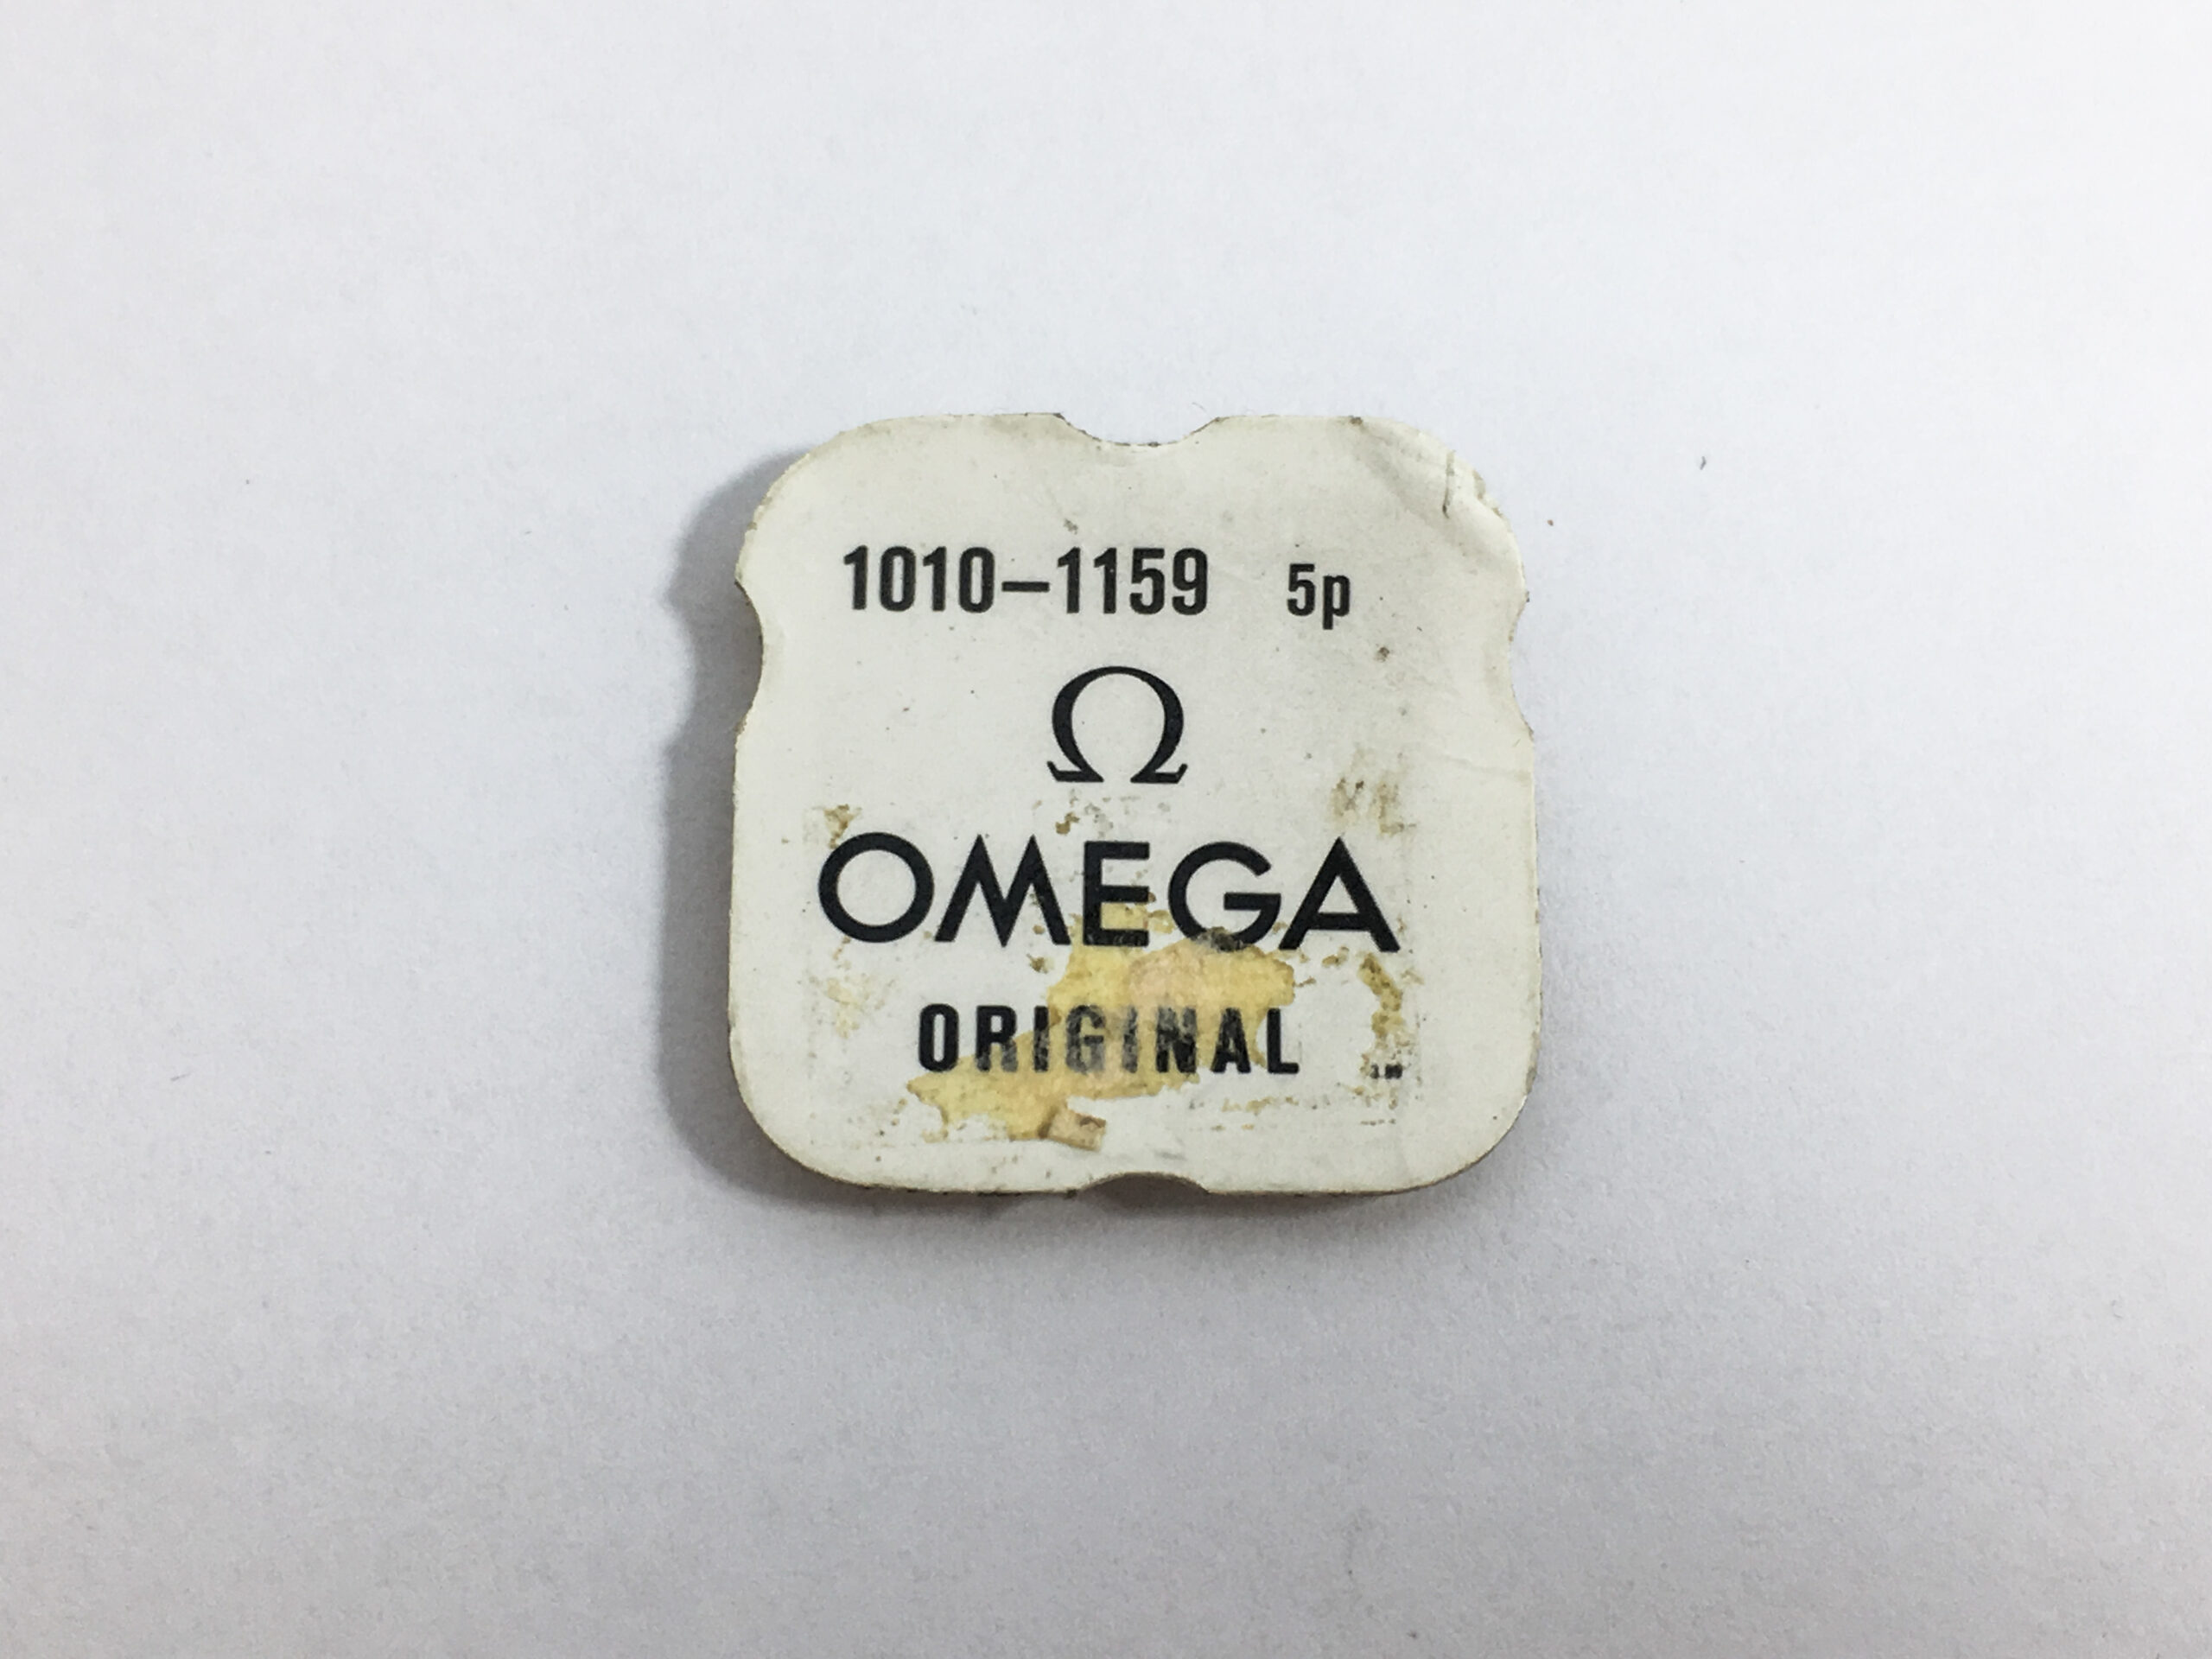 1010–1159 5p
Ω
OMEGA
ORIGINAL